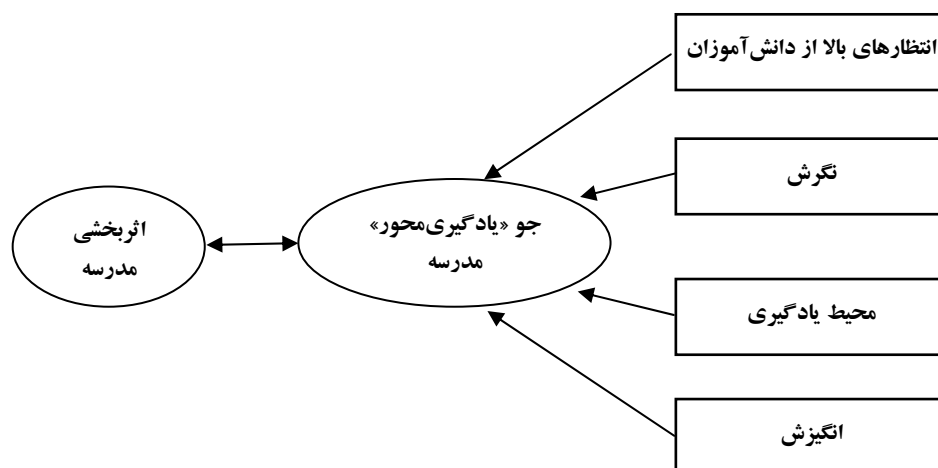 انتظارهای بالا از دانش‌آموزان
نگرش
جو «یادگیری‌محور»
مدرسه
اثربخشی
مدرسه
محیط یادگیری
انگیزش